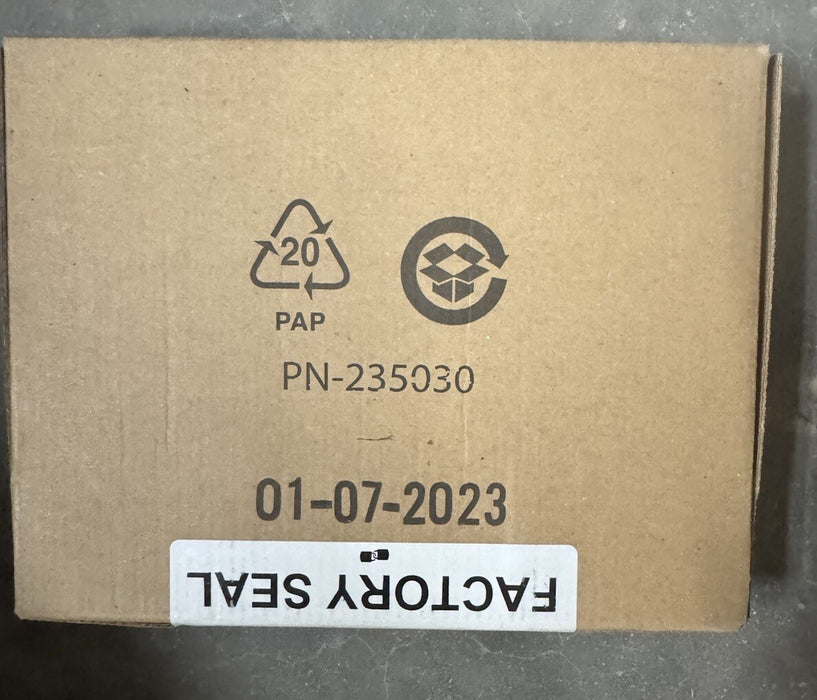 20
PAP
PN-235030
01-07-2023
FACTORY SEAL